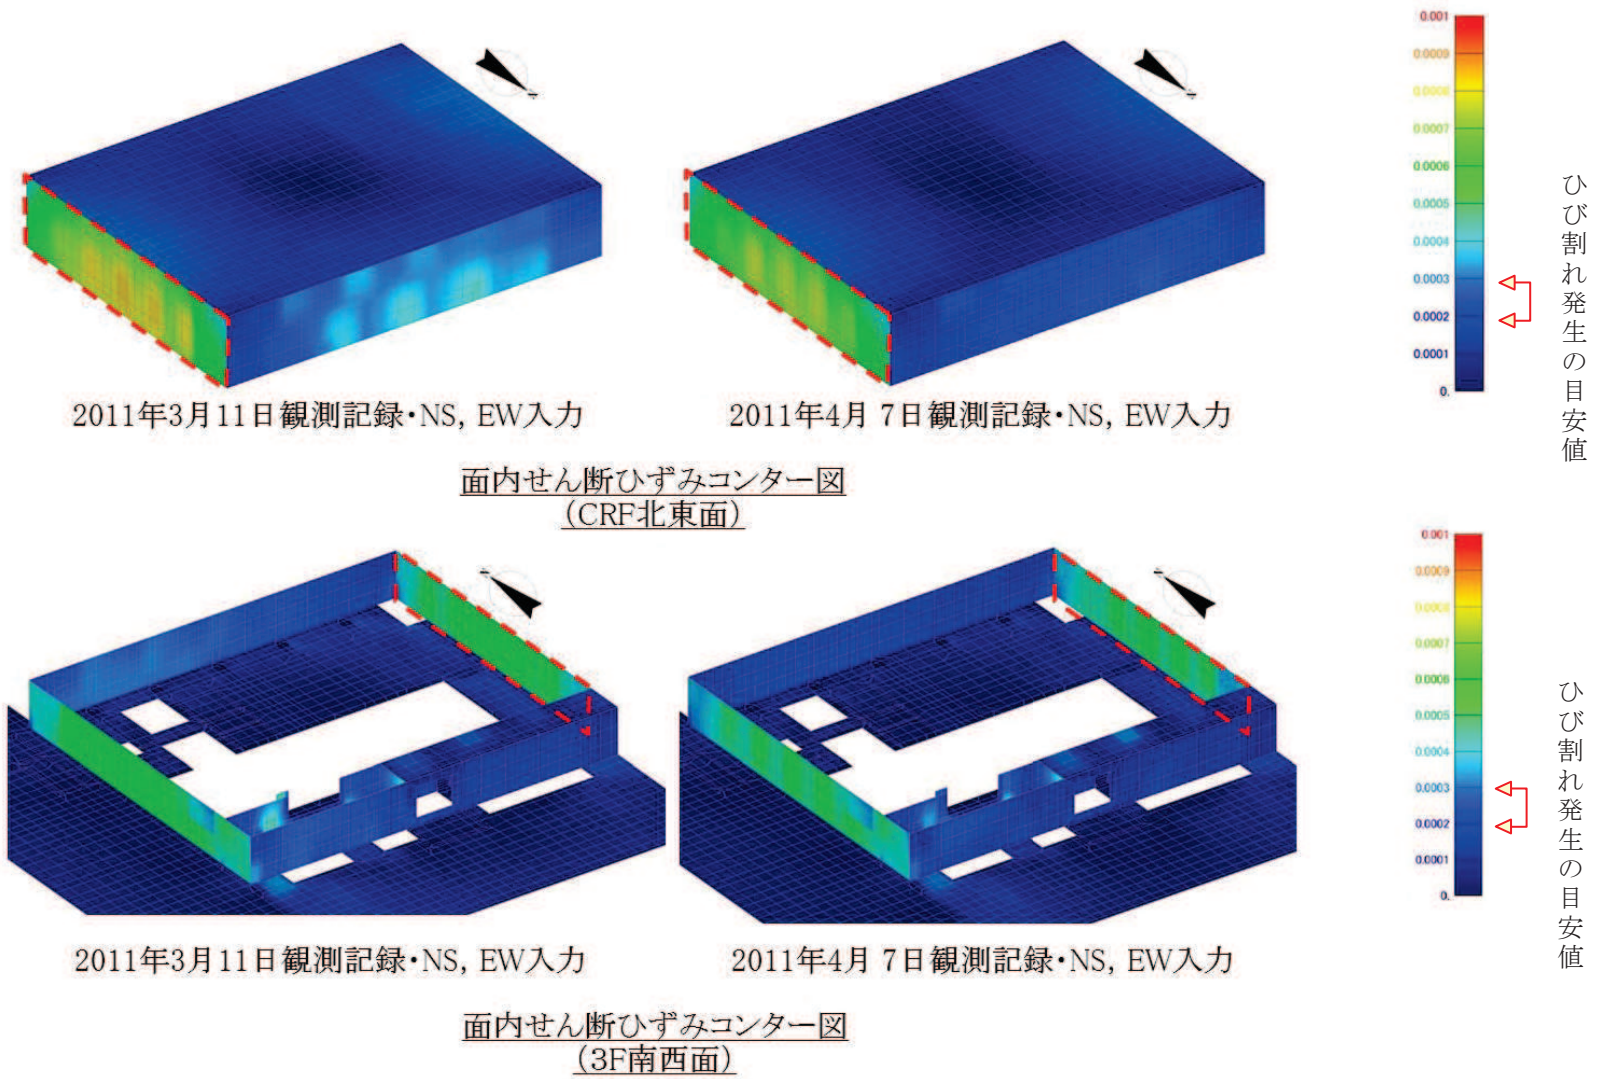 2011年3月11日観測記録・NS, EW入力
2011年4月 7日観測記録・NS, EW入力
面内せん断ひずみコンター図
（CRF北東面）
0.001
0.0009
0.0008
0.0007
0.0006
0.0005
0.0004
0.0003
0.0002
0.0001
0.
ひび割れ発生の目安値
2011年3月11日観測記録・NS, EW入力
2011年4月 7日観測記録・NS, EW入力
面内せん断ひずみコンター図
（3F南西面）
0.001
0.0009
0.0008
0.0007
0.0006
0.0005
0.0004
0.0003
0.0002
0.0001
0.
ひび割れ発生の目安値